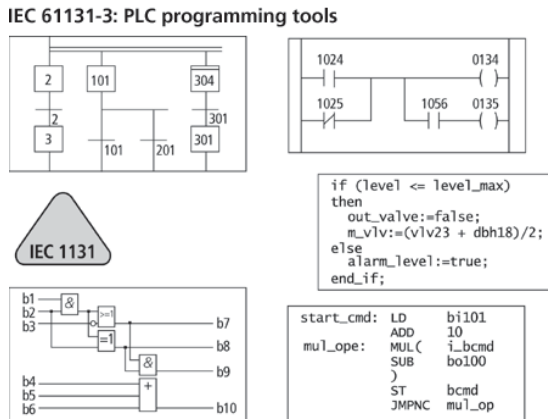 IEC 61131-3: PLC programming tools
2 101 304
2 301
3 101 201 301
1024 0134
1025 1056 0135
if (level <= level_max)
then
out_valve:=false;
m_vlv:=(vlv23 + dbh18)/2;
else
alarm_level:=true;
end_if;
IEC 1131
b1 &
b2 >=1
b3 b7
=1 b8
& b9
b4 +
b5
b6 b10
start_cmd: LD bi101
ADD 10
mul_ope: MUL( i_bcmd
SUB bo100
)
ST bcmd
JMPNC mul_op